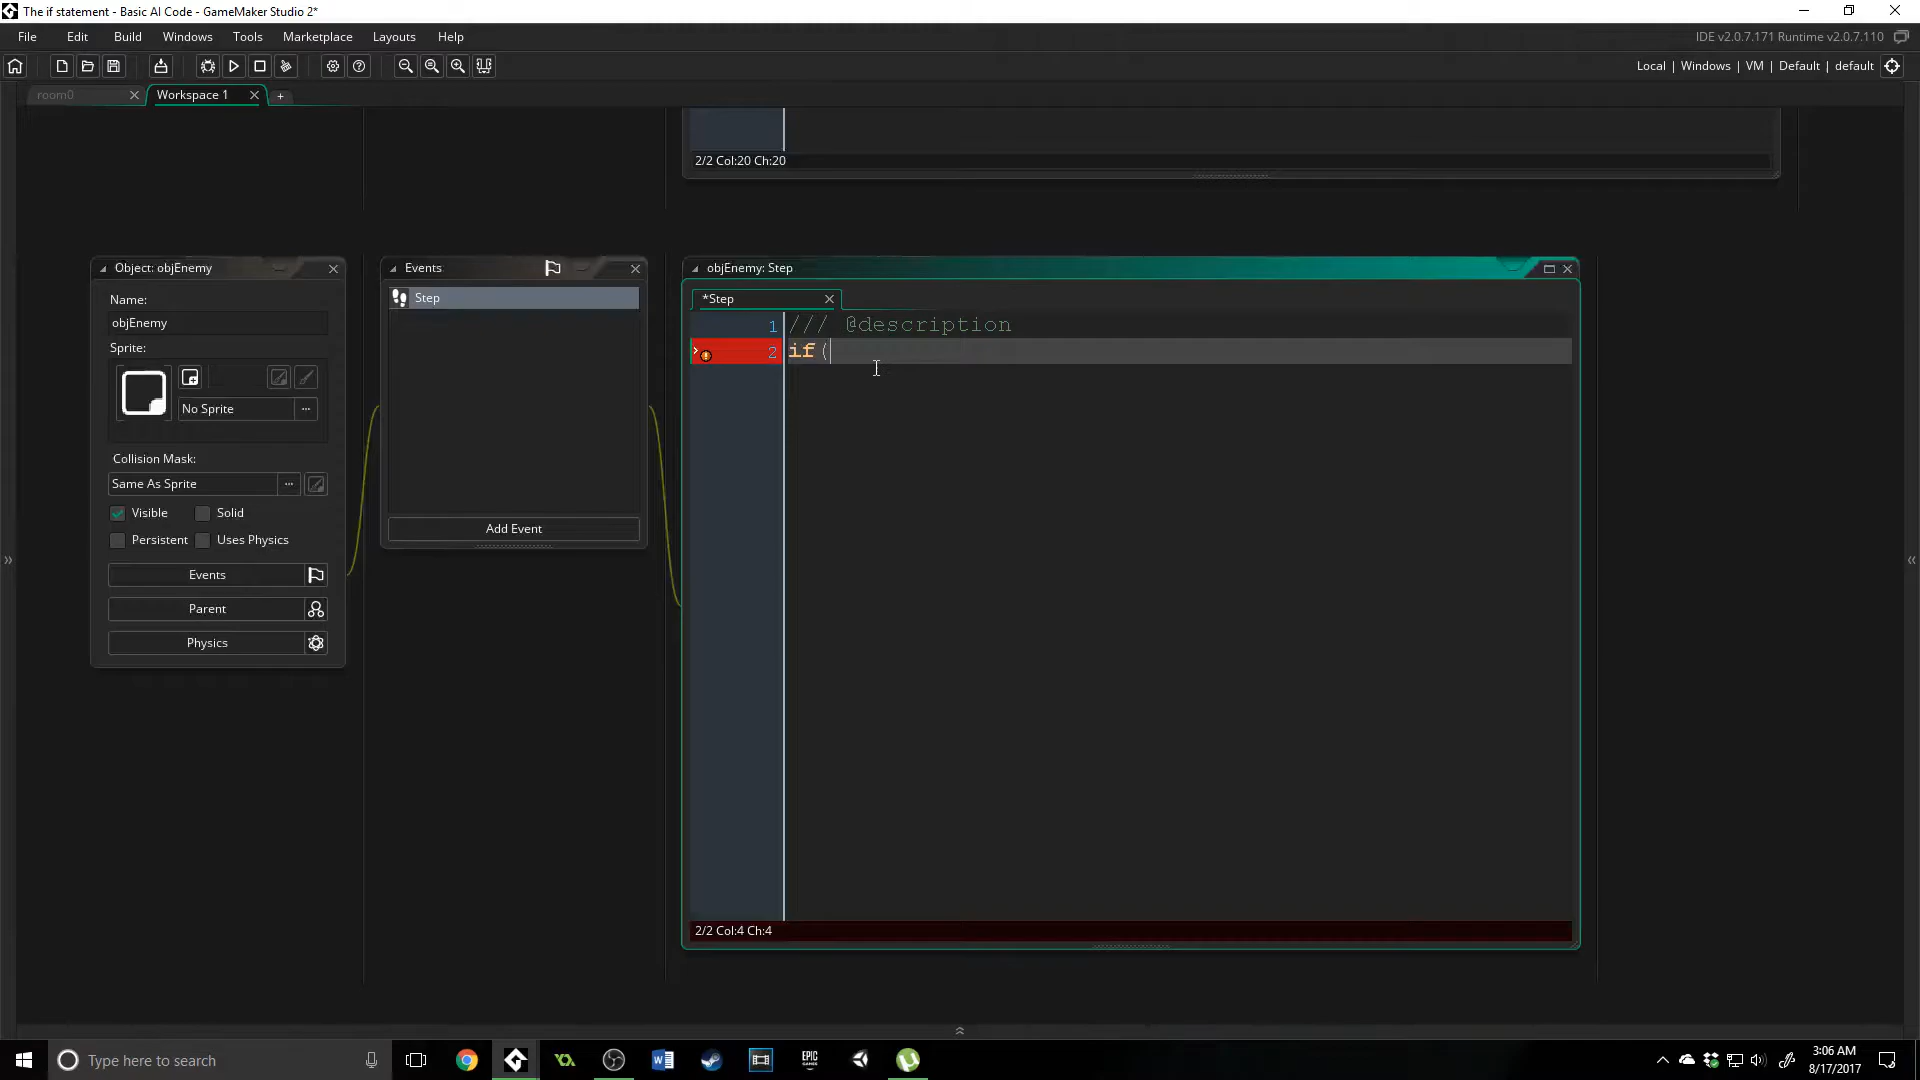 The if statement - Basic AI Code - GameMaker Studio 2*
File Edit Build Windows Tools Marketplace Layouts Help
IDE v2.0.7.171 Runtime v2.0.7.110
Local | Windows | VM | Default | default
room0
Workspace 1
2/2 Col:20 Ch:20
Object: objEnemy
Name:
objEnemy
Sprite:
No Sprite
Collision Mask:
Same As Sprite
Visible
Solid
Persistent
Uses Physics
Events
Parent
Physics
Events
Step
Add Event
objEnemy: Step
*Step
1 /// @description
2 if (
2/2 Col:4 Ch:4
Type here to search
EPIC GAMES
3:06 AM
8/17/2017